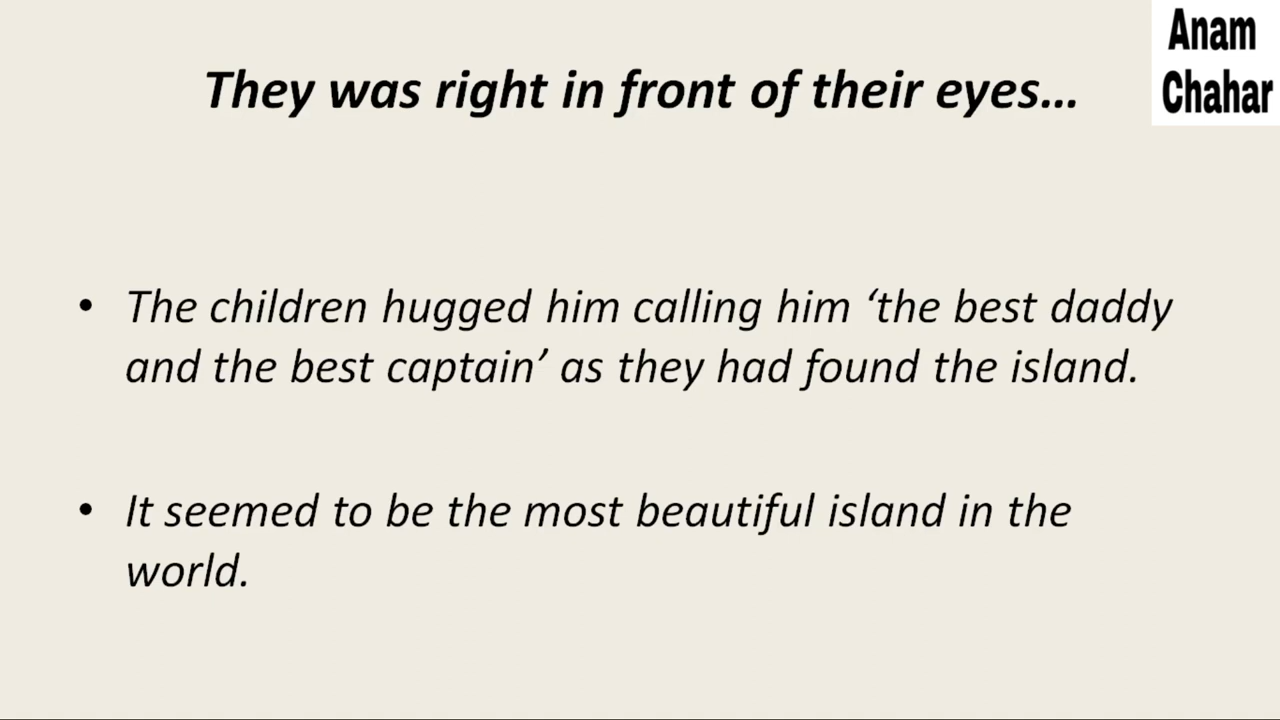 They was right in front of their eyes...
Anam
Chahar
• The children hugged him calling him ‘the best daddy
and the best captain’ as they had found the island.
• It seemed to be the most beautiful island in the
world.